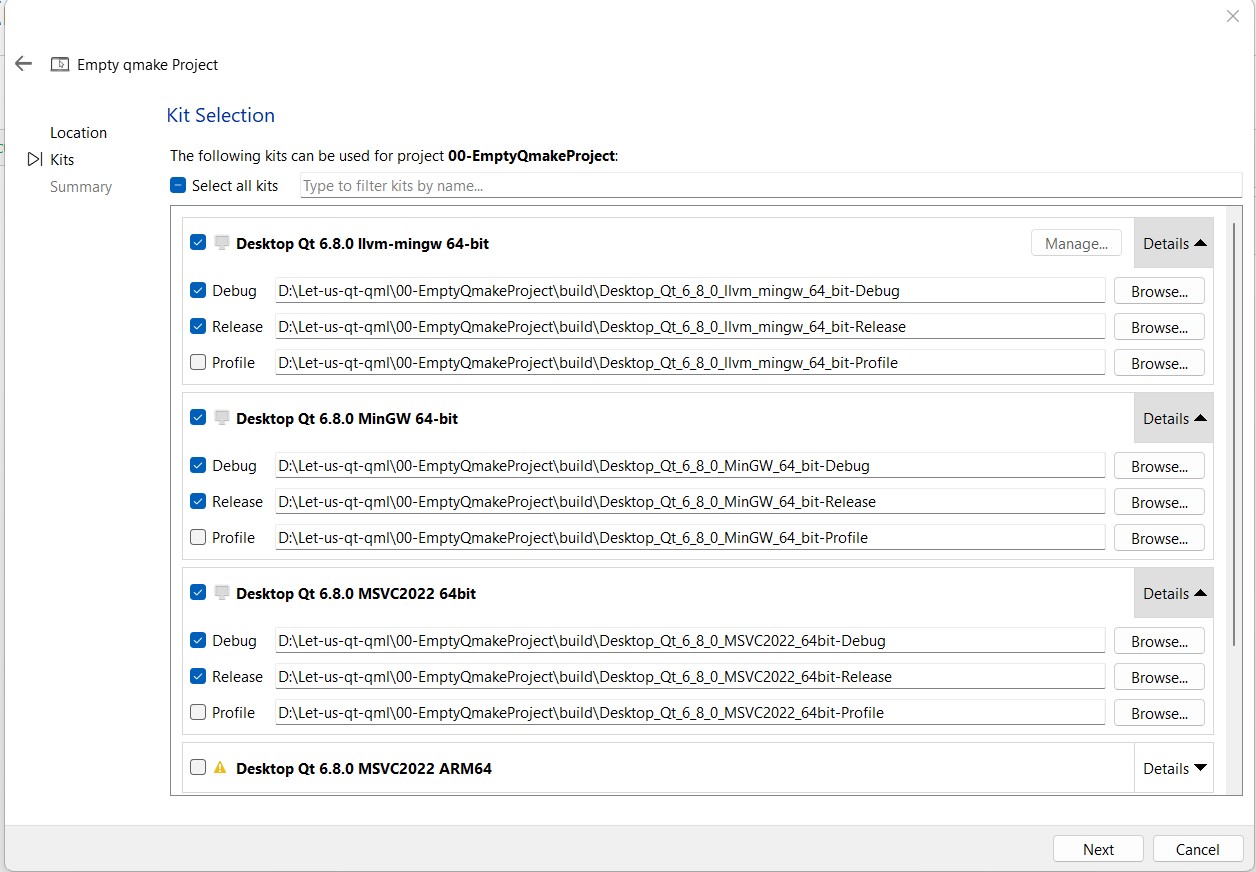 Empty qmake Project
Location
Kits
Summary
Kit Selection
The following kits can be used for project 00-EmptyQmakeProject:
Select all kits Type to filter kits by name...
Desktop Qt 6.8.0 llvm-mingw 64-bit Manage... Details
Debug D:\Let-us-qt-qml\00-EmptyQmakeProject\build\Desktop_Qt_6_8_0_llvm_mingw_64_bit-Debug Browse...
Release D:\Let-us-qt-qml\00-EmptyQmakeProject\build\Desktop_Qt_6_8_0_llvm_mingw_64_bit-Release Browse...
Profile D:\Let-us-qt-qml\00-EmptyQmakeProject\build\Desktop_Qt_6_8_0_llvm_mingw_64_bit-Profile Browse...
Desktop Qt 6.8.0 MinGW 64-bit Details
Debug D:\Let-us-qt-qml\00-EmptyQmakeProject\build\Desktop_Qt_6_8_0_MinGW_64_bit-Debug Browse...
Release D:\Let-us-qt-qml\00-EmptyQmakeProject\build\Desktop_Qt_6_8_0_MinGW_64_bit-Release Browse...
Profile D:\Let-us-qt-qml\00-EmptyQmakeProject\build\Desktop_Qt_6_8_0_MinGW_64_bit-Profile Browse...
Desktop Qt 6.8.0 MSVC2022 64bit Details
Debug D:\Let-us-qt-qml\00-EmptyQmakeProject\build\Desktop_Qt_6_8_0_MSVC2022_64bit-Debug Browse...
Release D:\Let-us-qt-qml\00-EmptyQmakeProject\build\Desktop_Qt_6_8_0_MSVC2022_64bit-Release Browse...
Profile D:\Let-us-qt-qml\00-EmptyQmakeProject\build\Desktop_Qt_6_8_0_MSVC2022_64bit-Profile Browse...
Desktop Qt 6.8.0 MSVC2022 ARM64 Details
Next Cancel